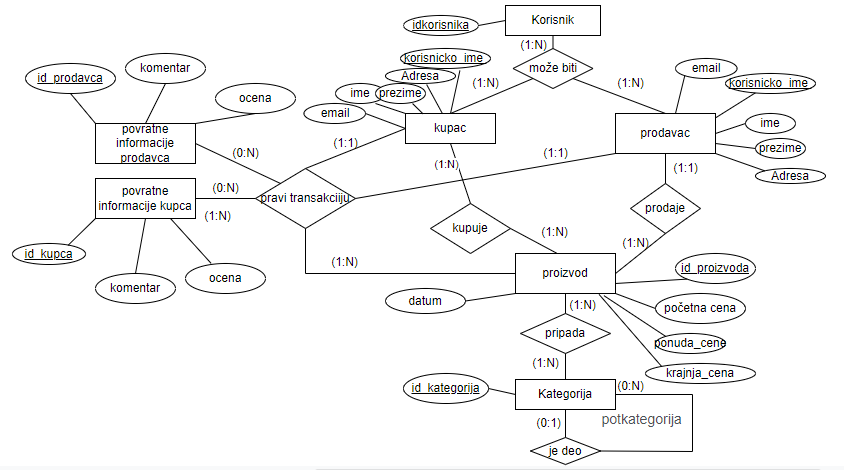 Korisnik
idkorisnika
(1:N)
može biti
korisnicko_ime
Adresa
(1:N)
(1:N)
email
korisnicko_ime
id_prodavca
komentar
ocena
ime
prezime
email
kupac
prodavac
ime
prezime
Adresa
povratne
informacije
prodavca
(1:1)
(0:N)
(1:N)
(1:1)
(1:1)
povratne
informacije kupca
(0:N)
(1:N)
pravi transakciiju
prodaje
kupuje
(1:N)
(1:N)
id_kupca
komentar
ocena
(1:N)
proizvod
id_proizvoda
datum
(1:N)
početna cena
pripada
ponuda_cene
(1:N)
krajnja_cena
id_kategorija
Kategorija
(0:N)
(0:1)
potkategorija
je deo